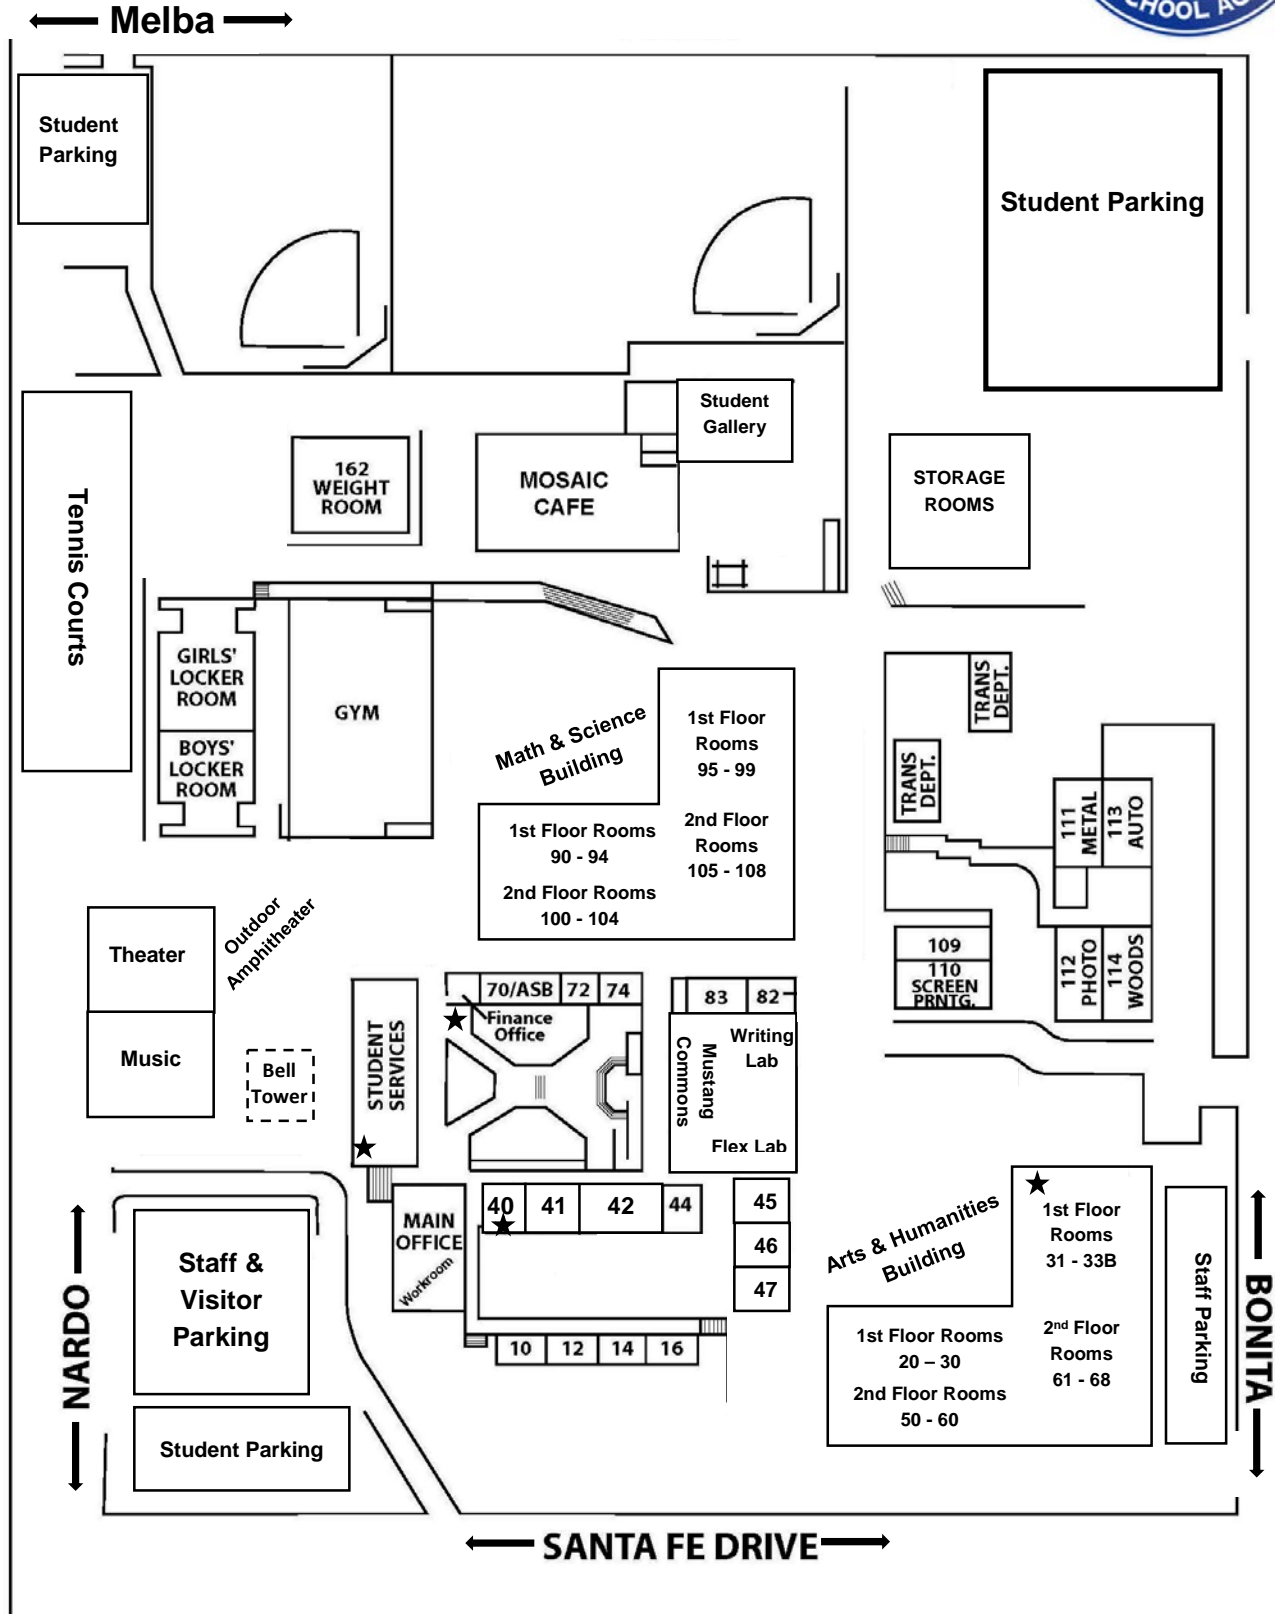 Melba
CHOOL AC
Student
Parking
Student Parking
Student
Gallery
162
WEIGHT
ROOM
MOSAIC
CAFE
STORAGE
ROOMS
Tennis Courts
GIRLS'
LOCKER
ROOM
BOYS'
LOCKER
ROOM
GYM
Math & Science
Building
1st Floor
Rooms
95 - 99
2nd Floor
Rooms
105 - 108
1st Floor Rooms
90 - 94
2nd Floor Rooms
100 - 104
TRANS
DEPT.
TRANS
DEPT.
111
METAL
113
AUTO
109
110
SCREEN
PRNTG.
112
PHOTO
114
WOODS
Theater
Outdoor
Amphitheater
Music
Bell
Tower
STUDENT
SERVICES
70/ASB
72
74
Finance
Office
83
82
Writing
Lab
Mustang
Commons
Flex Lab
MAIN
OFFICE
Workroom
40
41
42
44
45
46
47
10
12
14
16
Arts & Humanities
Building
1st Floor
Rooms
31 - 33B
2nd Floor
Rooms
61 - 68
1st Floor Rooms
20 – 30
2nd Floor Rooms
50 - 60
Staff Parking
BONITA
NARDO
Staff &
Visitor
Parking
Student Parking
SANTA FE DRIVE